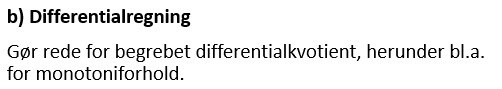 b) Differentialregning
Gør rede for begrebet differentialkvotient, herunder bl.a.
for monotoniforhold.